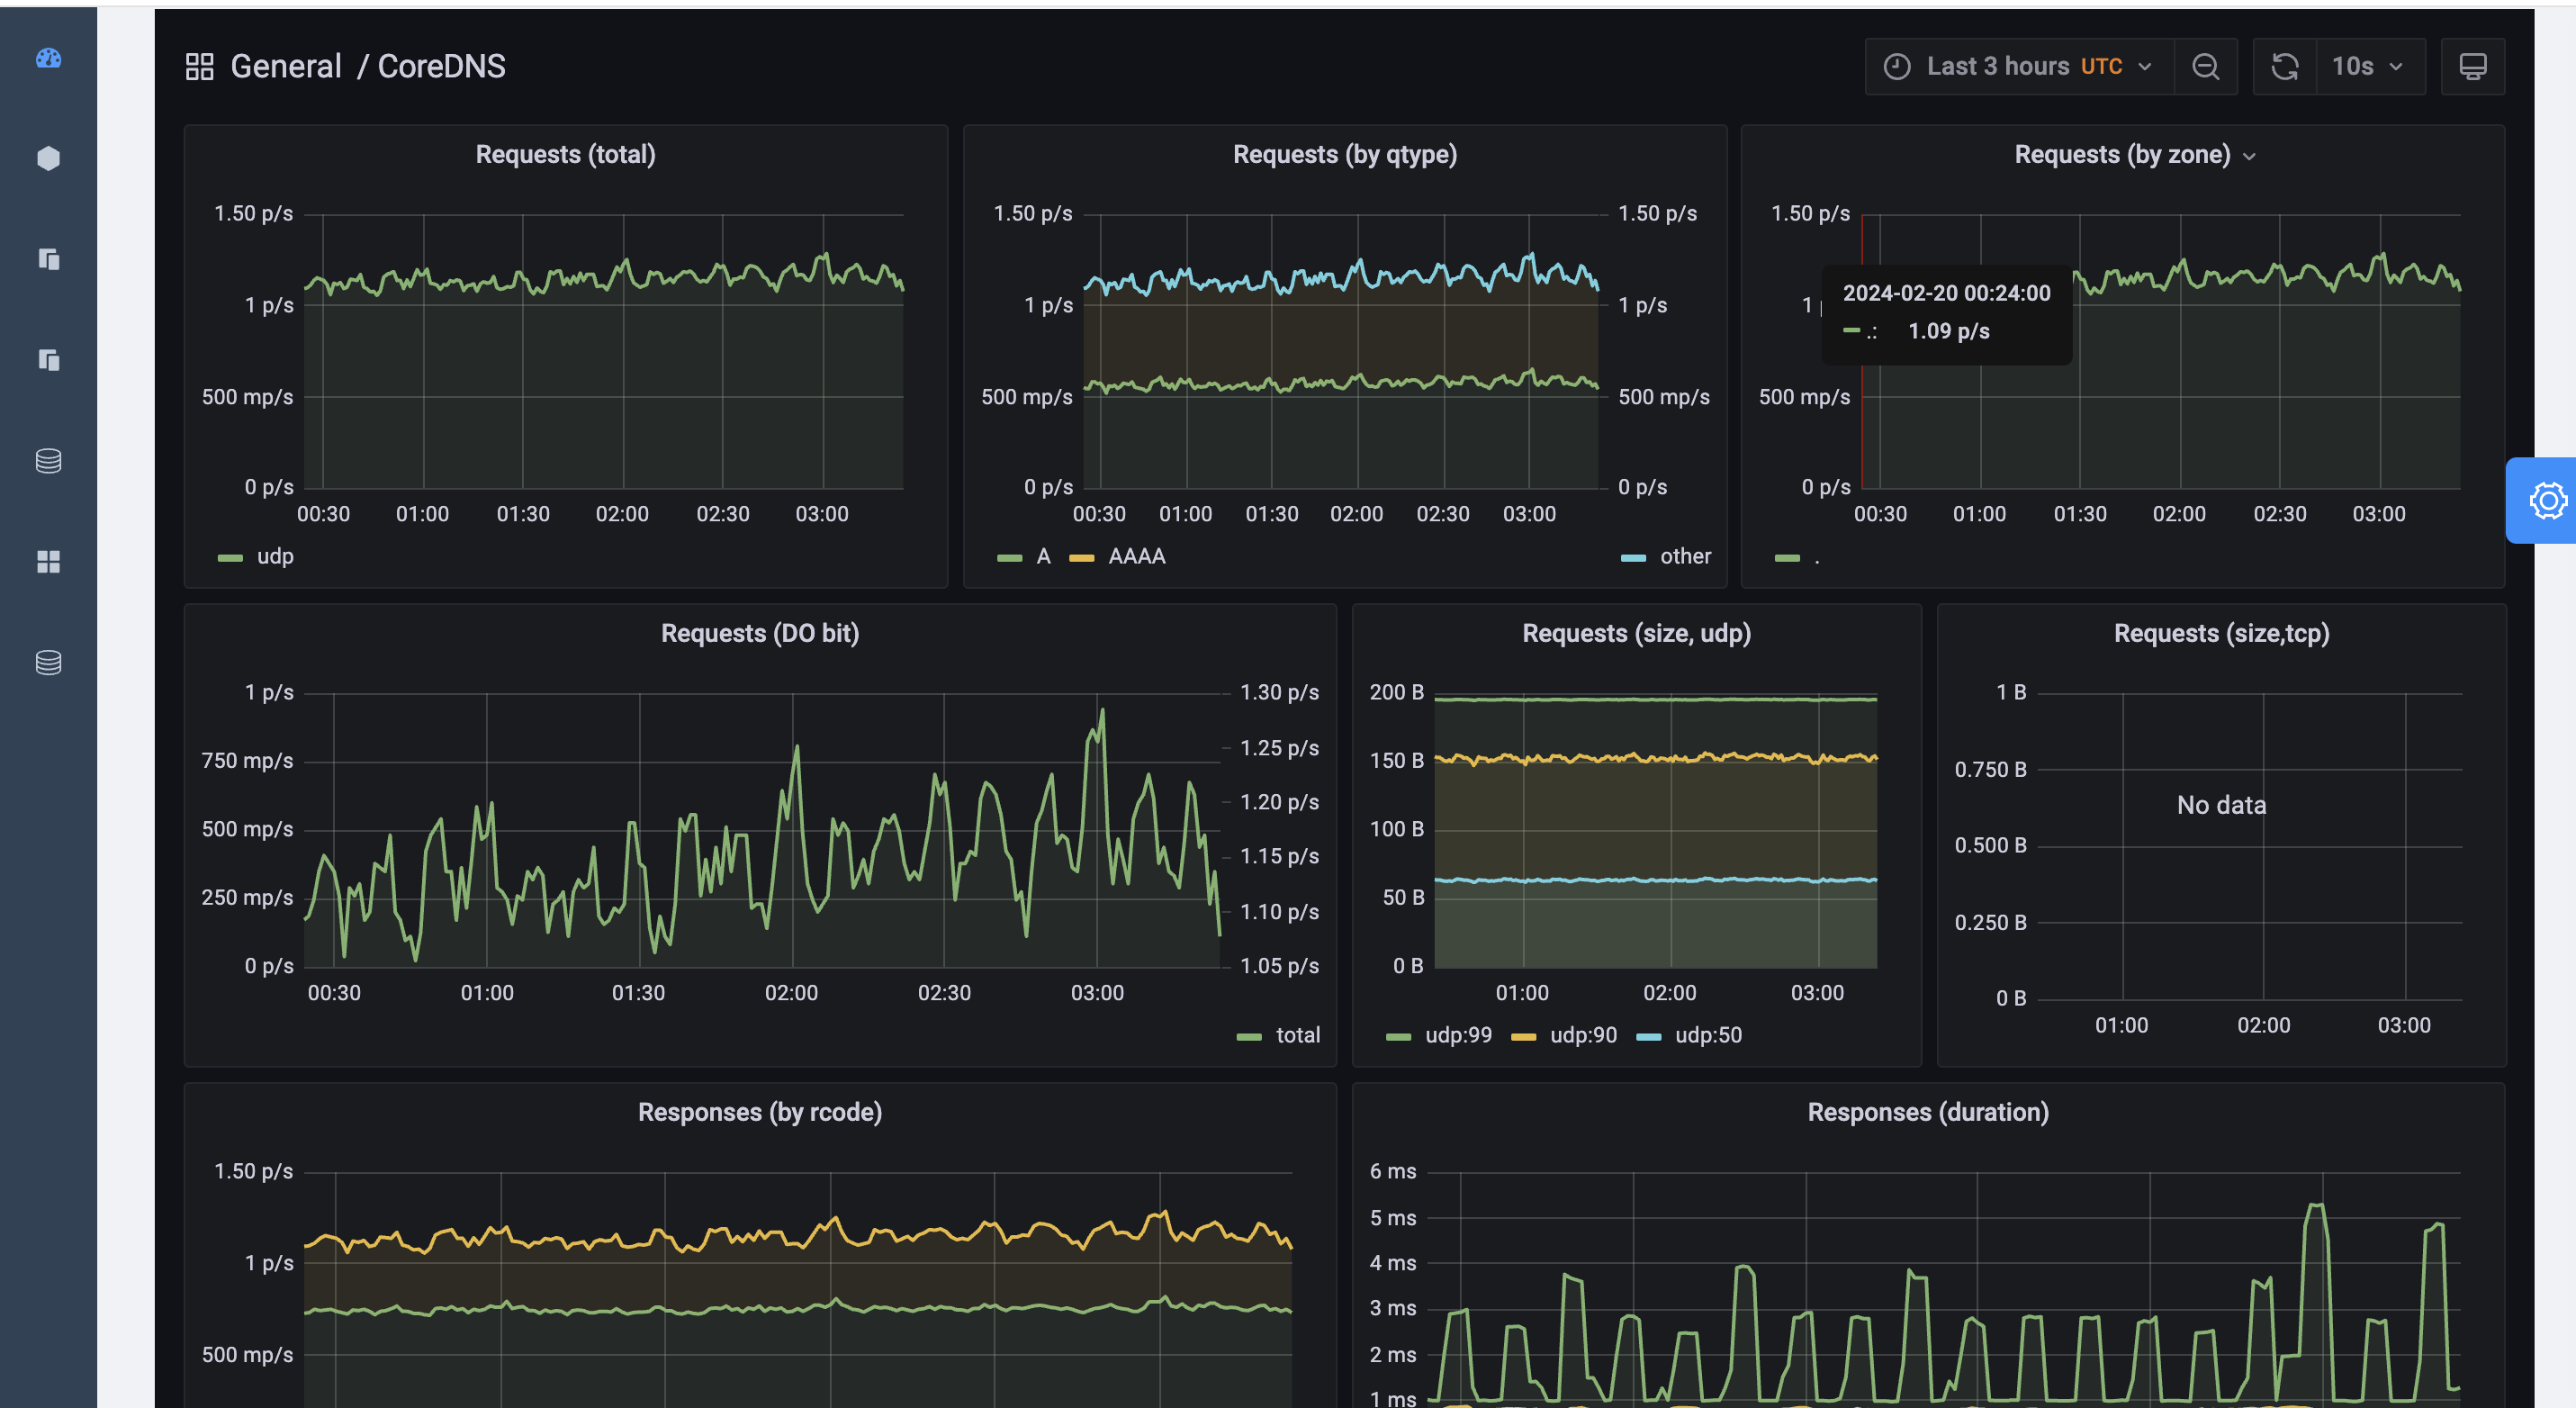 General / CoreDNS
Last 3 hours UTC
10s
Requests (total)
1.50 p/s
1 p/s
500 mp/s
0 p/s
00:30 01:00 01:30 02:00 02:30 03:00
udp
Requests (by qtype)
1.50 p/s 1.50 p/s
1 p/s 1 p/s
500 mp/s 500 mp/s
0 p/s 0 p/s
00:30 01:00 01:30 02:00 02:30 03:00
A AAAA other
Requests (by zone)
1.50 p/s
1
2024-02-20 00:24:00
.: 1.09 p/s
500 mp/s
0 p/s
00:30 01:00 01:30 02:00 02:30 03:00
.
Requests (DO bit)
1 p/s 1.30 p/s
1.25 p/s
750 mp/s
1.20 p/s
500 mp/s
1.15 p/s
250 mp/s
1.10 p/s
0 p/s 1.05 p/s
00:30 01:00 01:30 02:00 02:30 03:00
total
Requests (size, udp)
200 B
150 B
100 B
50 B
0 B
01:00 02:00 03:00
udp:99 udp:90 udp:50
Requests (size,tcp)
1 B
0.750 B
No data
0.500 B
0.250 B
0 B
01:00 02:00 03:00
Responses (by rcode)
1.50 p/s
1 p/s
500 mp/s
Responses (duration)
6 ms
5 ms
4 ms
3 ms
2 ms
1 ms